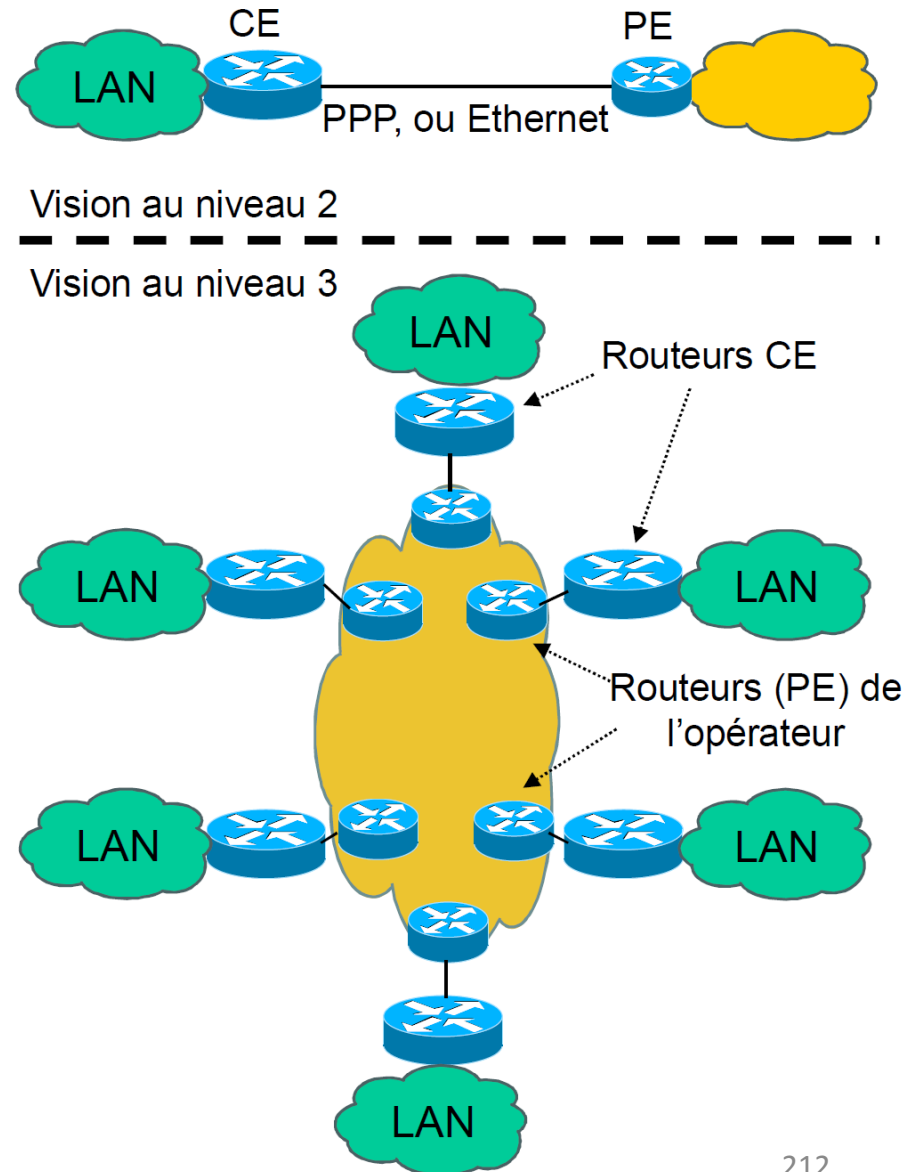 CE
PE
LAN
PPP, ou Ethernet
Vision au niveau 2
Vision au niveau 3
LAN
Routeurs CE
LAN
LAN
Routeurs (PE) de
l'opérateur
LAN
LAN
LAN
212